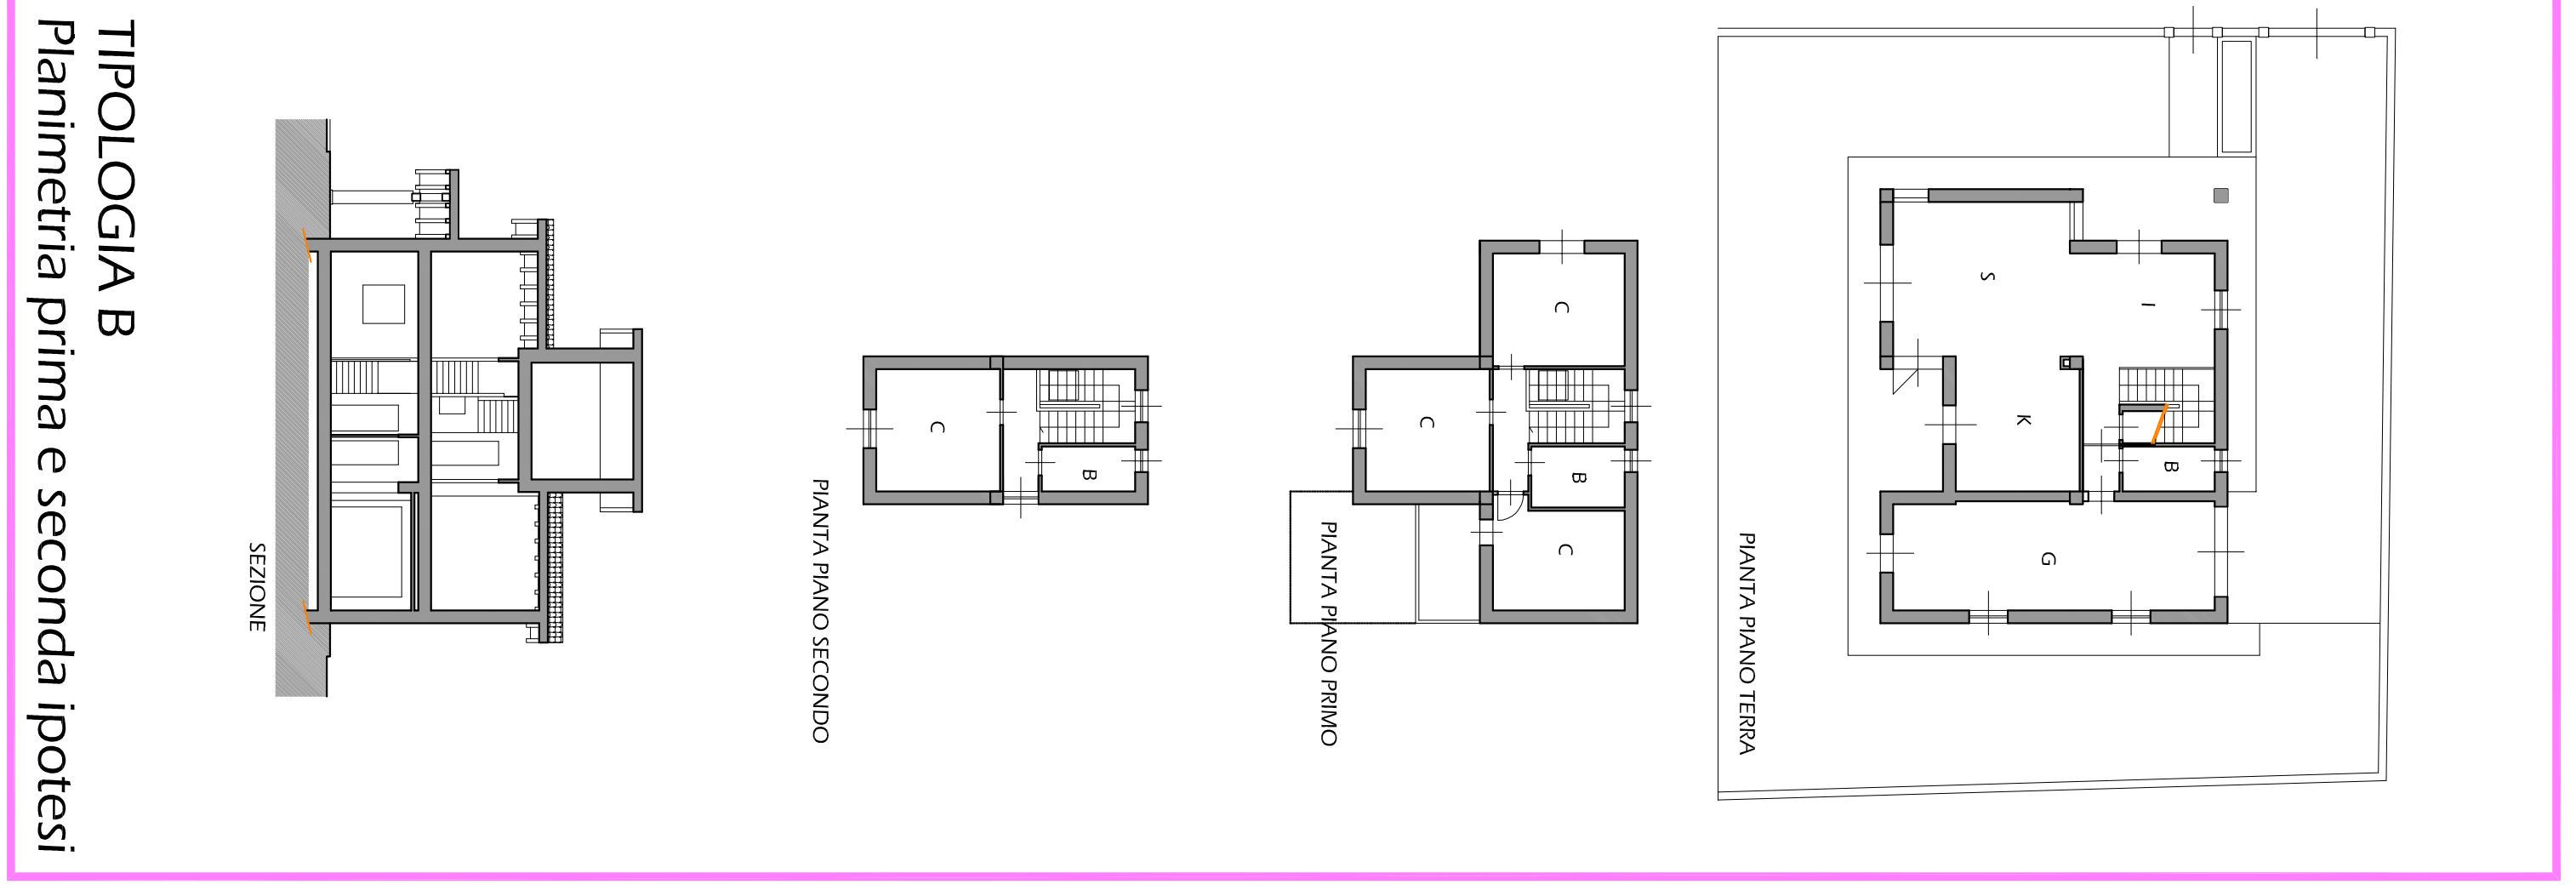 B
I
G
K
S
PIANTA PIANO TERRA
B
C
C
C
PIANTA PIANO PRIMO
B
C
PIANTA PIANO SECONDO
SEZIONE
TIPOLOGIA B
Planimetria prima e seconda ipotesi